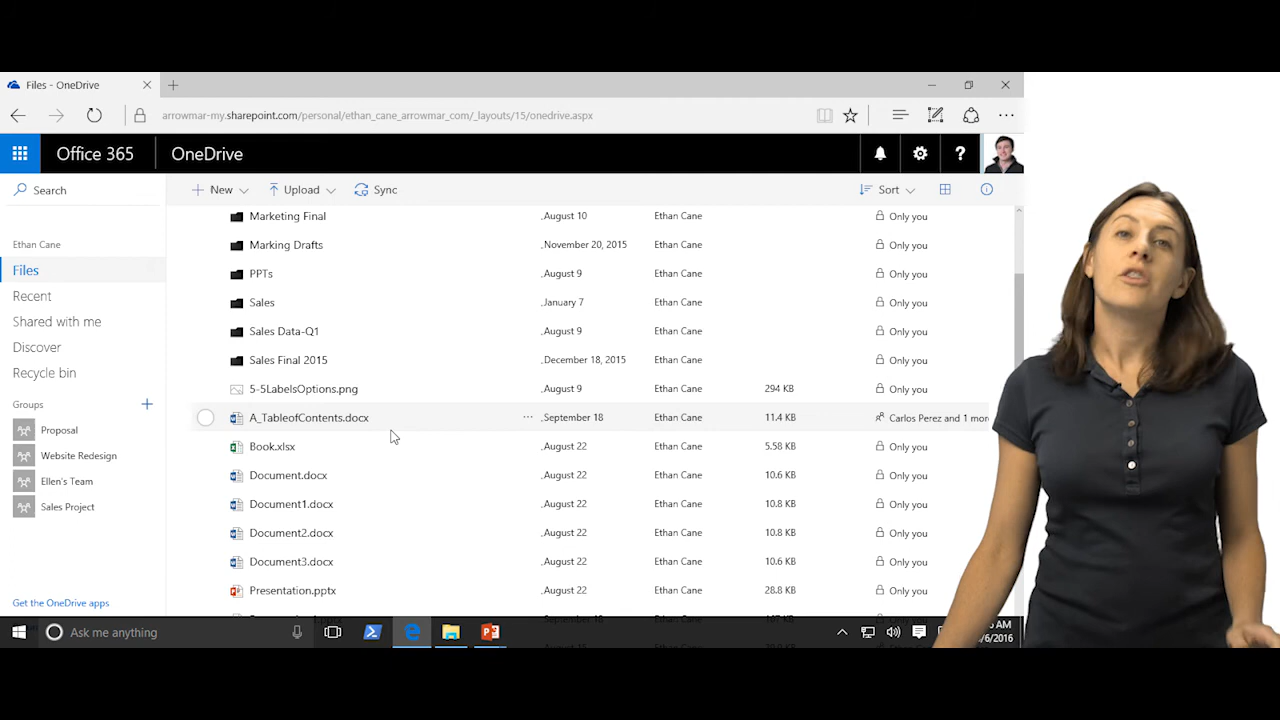 Files - OneDrive
arrowmar-my.sharepoint.com/personal/ethan_cane_arrowmar_com/_layouts/15/onedrive.aspx
Office 365 OneDrive ?
Search New Upload Sync Sort
Marketing Final August 10 Ethan Cane Only you
Ethan Cane Marking Drafts November 20, 2015 Ethan Cane Only you
Files PPTs August 9 Ethan Cane Only you
Recent Sales January 7 Ethan Cane Only you
Shared with me Sales Data-Q1 August 9 Ethan Cane Only you
Discover Sales Final 2015 December 18, 2015 Ethan Cane Only you
Recycle bin 5-5LabelsOptions.png August 9 Ethan Cane 294 KB Only you
Groups A_TableofContents.docx ... September 18 Ethan Cane 11.4 KB Carlos Perez and 1 more
Proposal Book.xlsx August 22 Ethan Cane 5.58 KB Only you
Website Redesign Document.docx August 22 Ethan Cane 10.6 KB Only you
Ellen's Team Document1.docx August 22 Ethan Cane 10.8 KB Only you
Sales Project Document2.docx August 22 Ethan Cane 10.8 KB Only you
Document3.docx August 22 Ethan Cane 10.6 KB Only you
Presentation.pptx August 22 Ethan Cane 28.8 KB Only you
Get the OneDrive apps
Ask me anything AM
/6/2016